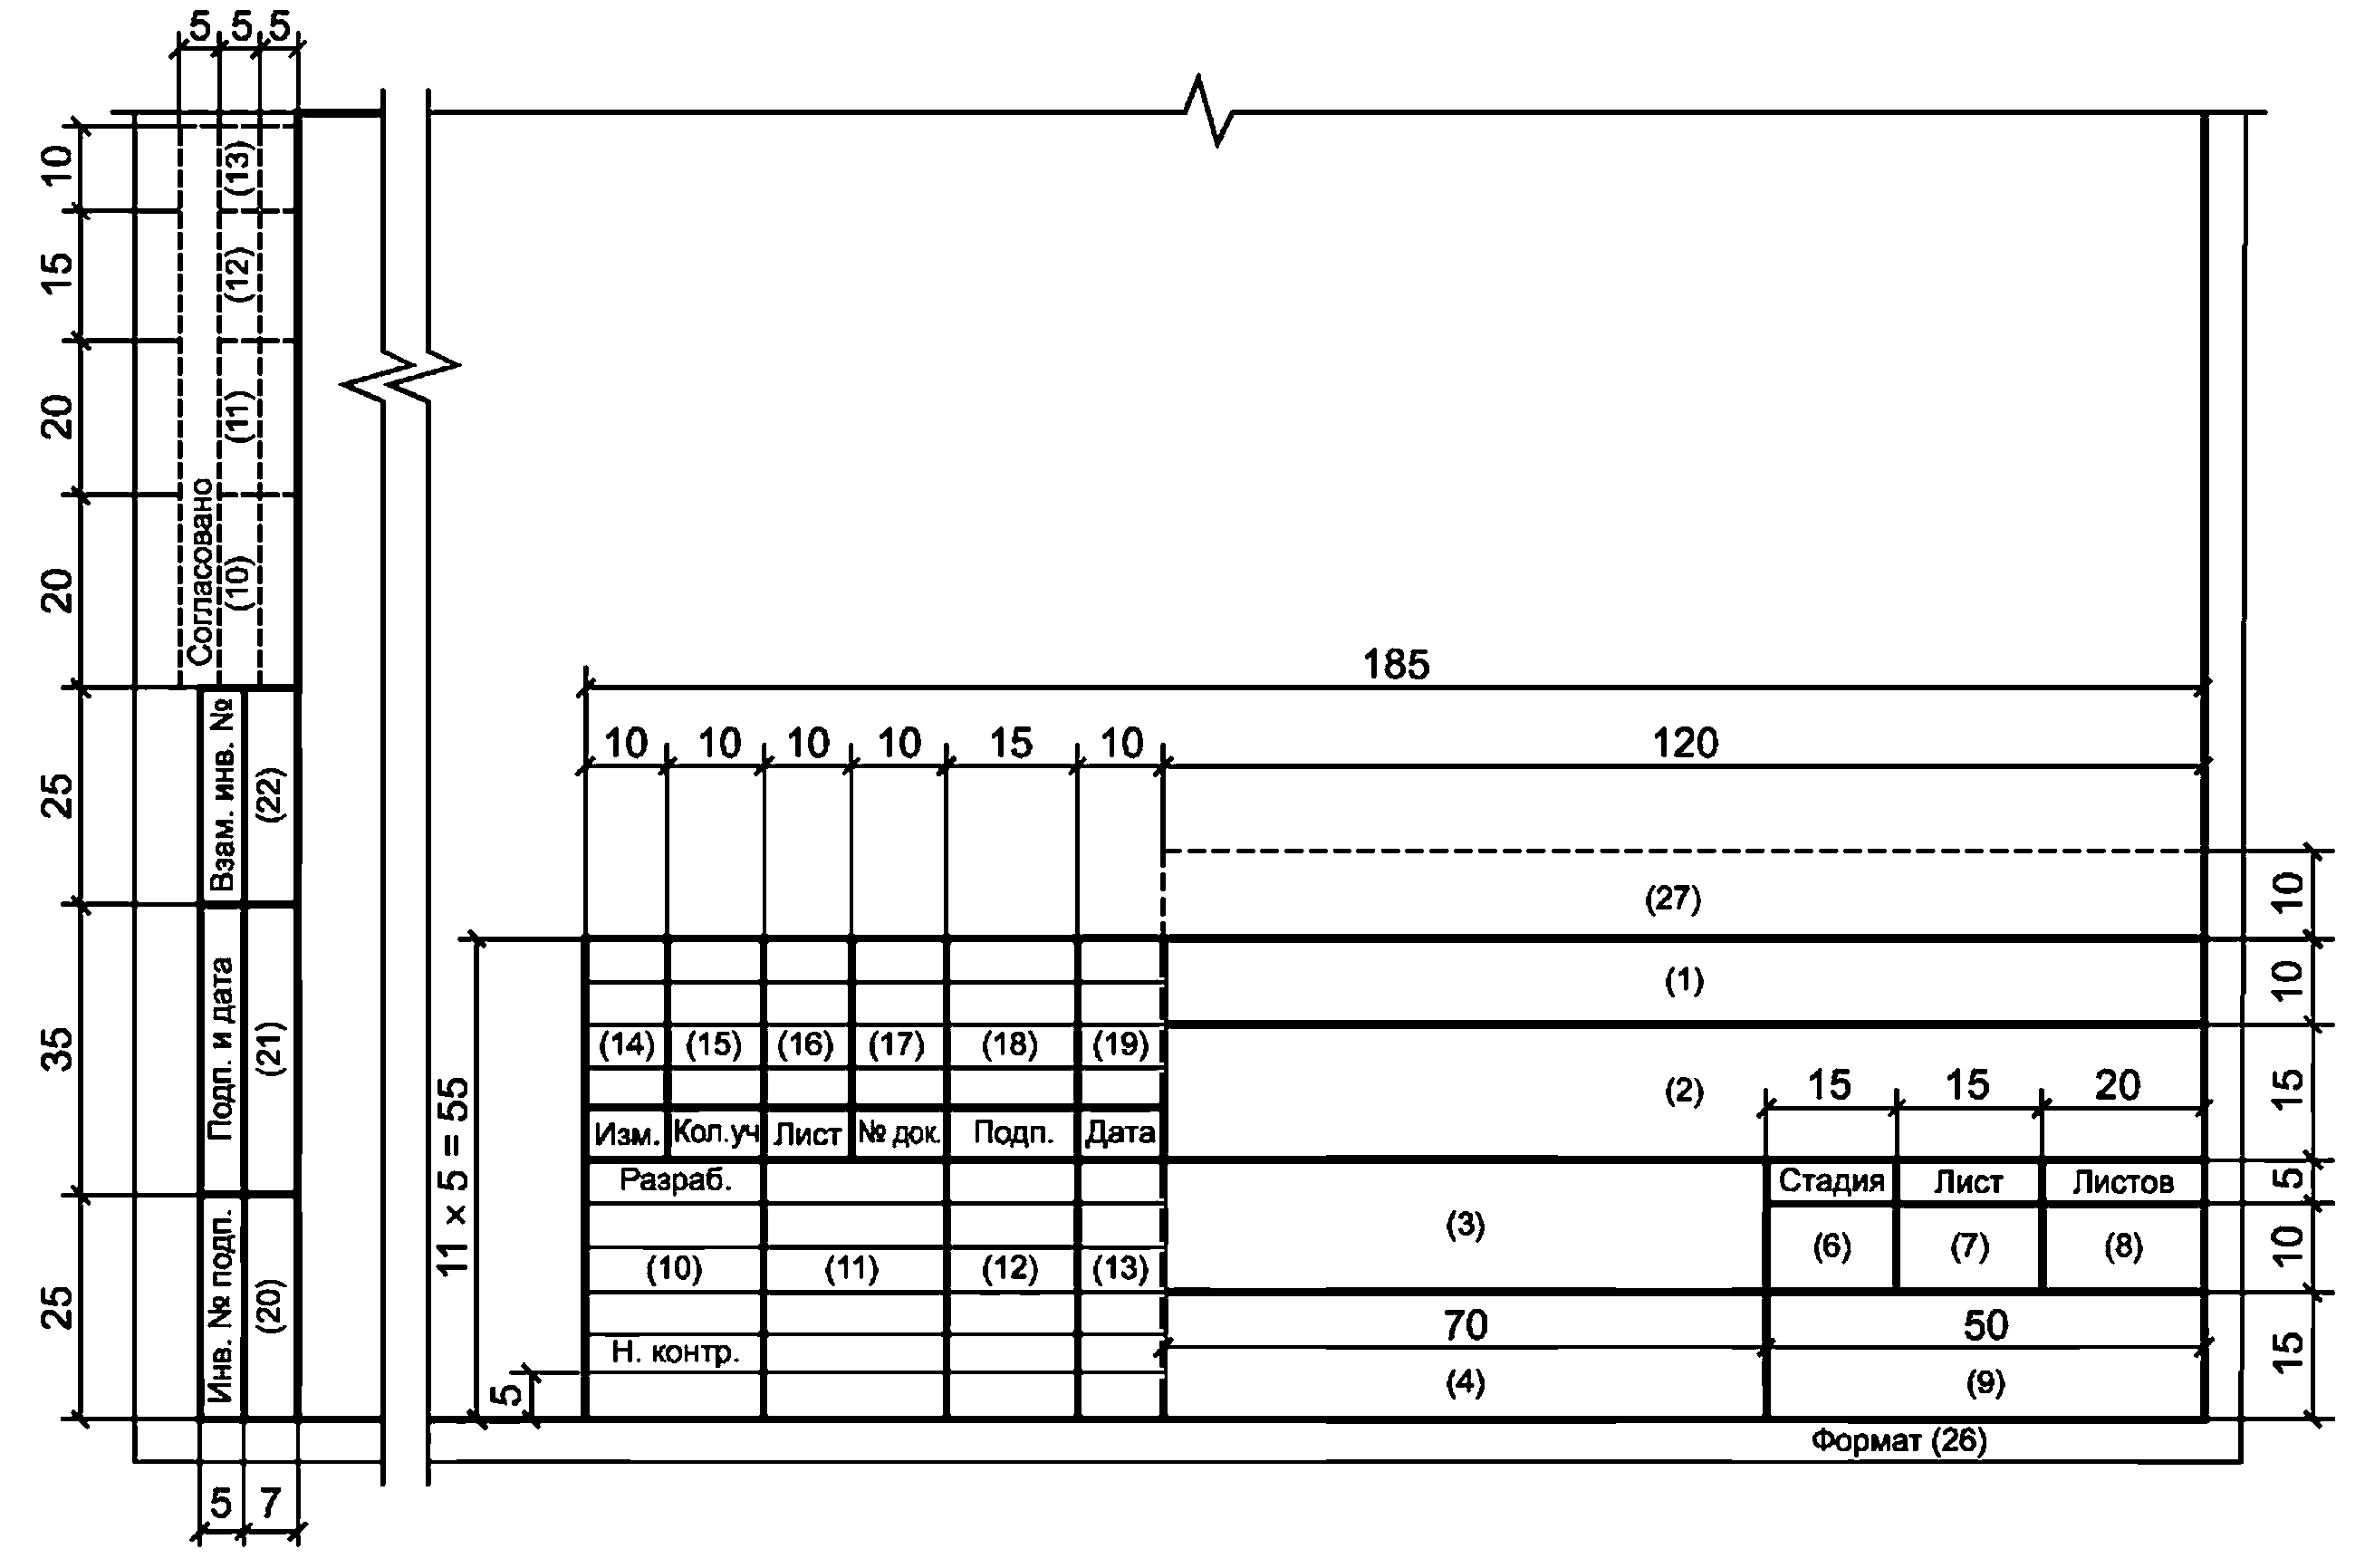 5 5 5
10
15
20
20
25
35
25
(13)
(12)
(11)
(10)
Согласовано
Взам. инв. №
(22)
Подп. и дата
(21)
Инв. № подп.
(20)
5 7
185
10 10 10 10 15 10 120
(27)
10
(1)
10
(14) (15) (16) (17) (18) (19)
(2)
15 15 20
15
11 × 5 = 55
Изм. Кол.уч Лист № док. Подп. Дата
Разраб.
Стадия Лист Листов
5
(3)
(6) (7) (8)
10
(10) (11) (12) (13)
70 50
15
Н. контр.
5
(4) (9)
Формат (26)